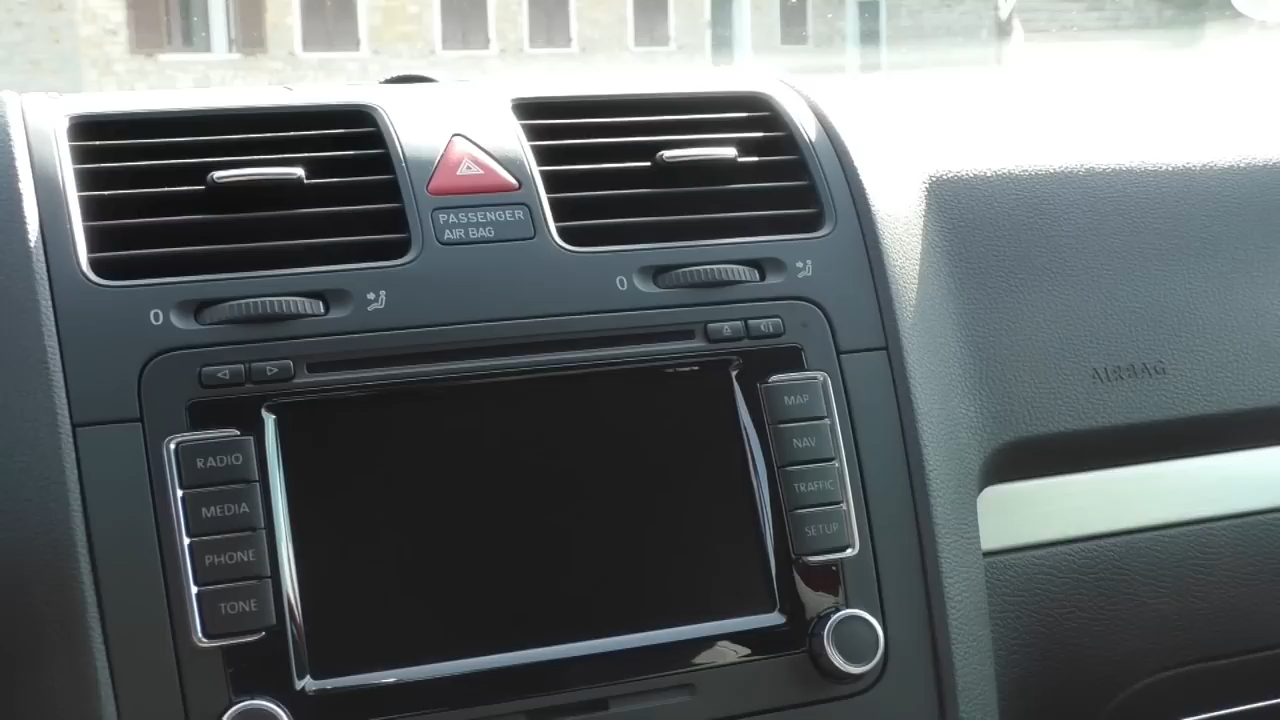 PASSENGER
AIR BAG
0
0
RADIO
MEDIA
PHONE
TONE
MAP
NAV
TRAFFIC
SETUP
AIRBAG